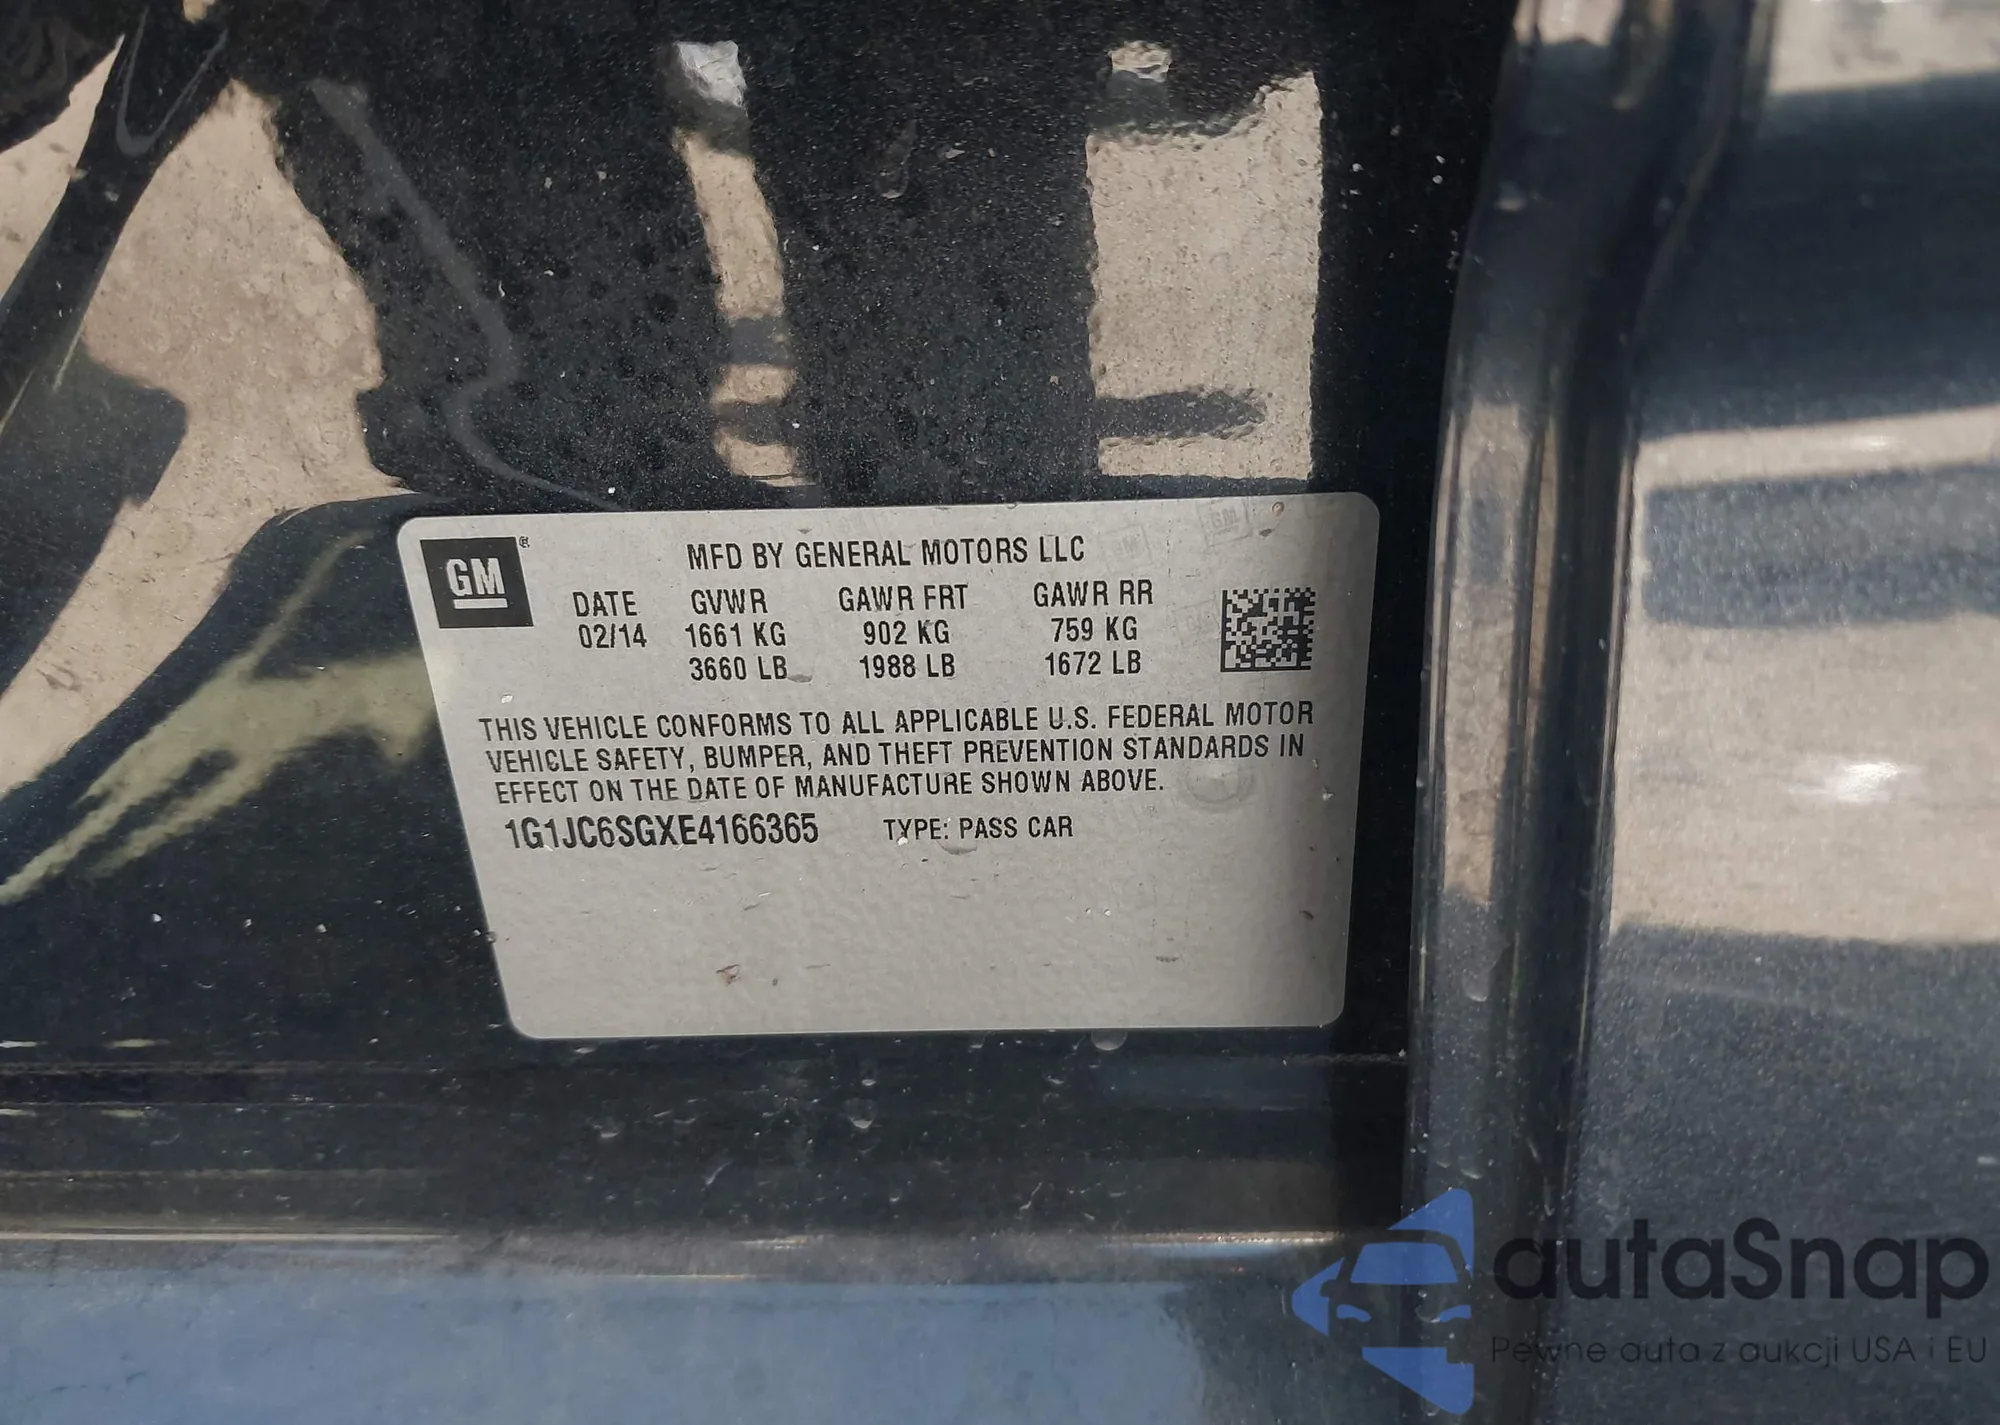 GM®
MFD BY GENERAL MOTORS LLC
DATE GVWR GAWR FRT GAWR RR
02/14 1661 KG 902 KG 759 KG
3660 LB 1988 LB 1672 LB
THIS VEHICLE CONFORMS TO ALL APPLICABLE U.S. FEDERAL MOTOR
VEHICLE SAFETY, BUMPER, AND THEFT PREVENTION STANDARDS IN
EFFECT ON THE DATE OF MANUFACTURE SHOWN ABOVE.
1G1JC6SGXE4166365 TYPE: PASS CAR
autaSnap
Pewne auta z aukcji USA i EU